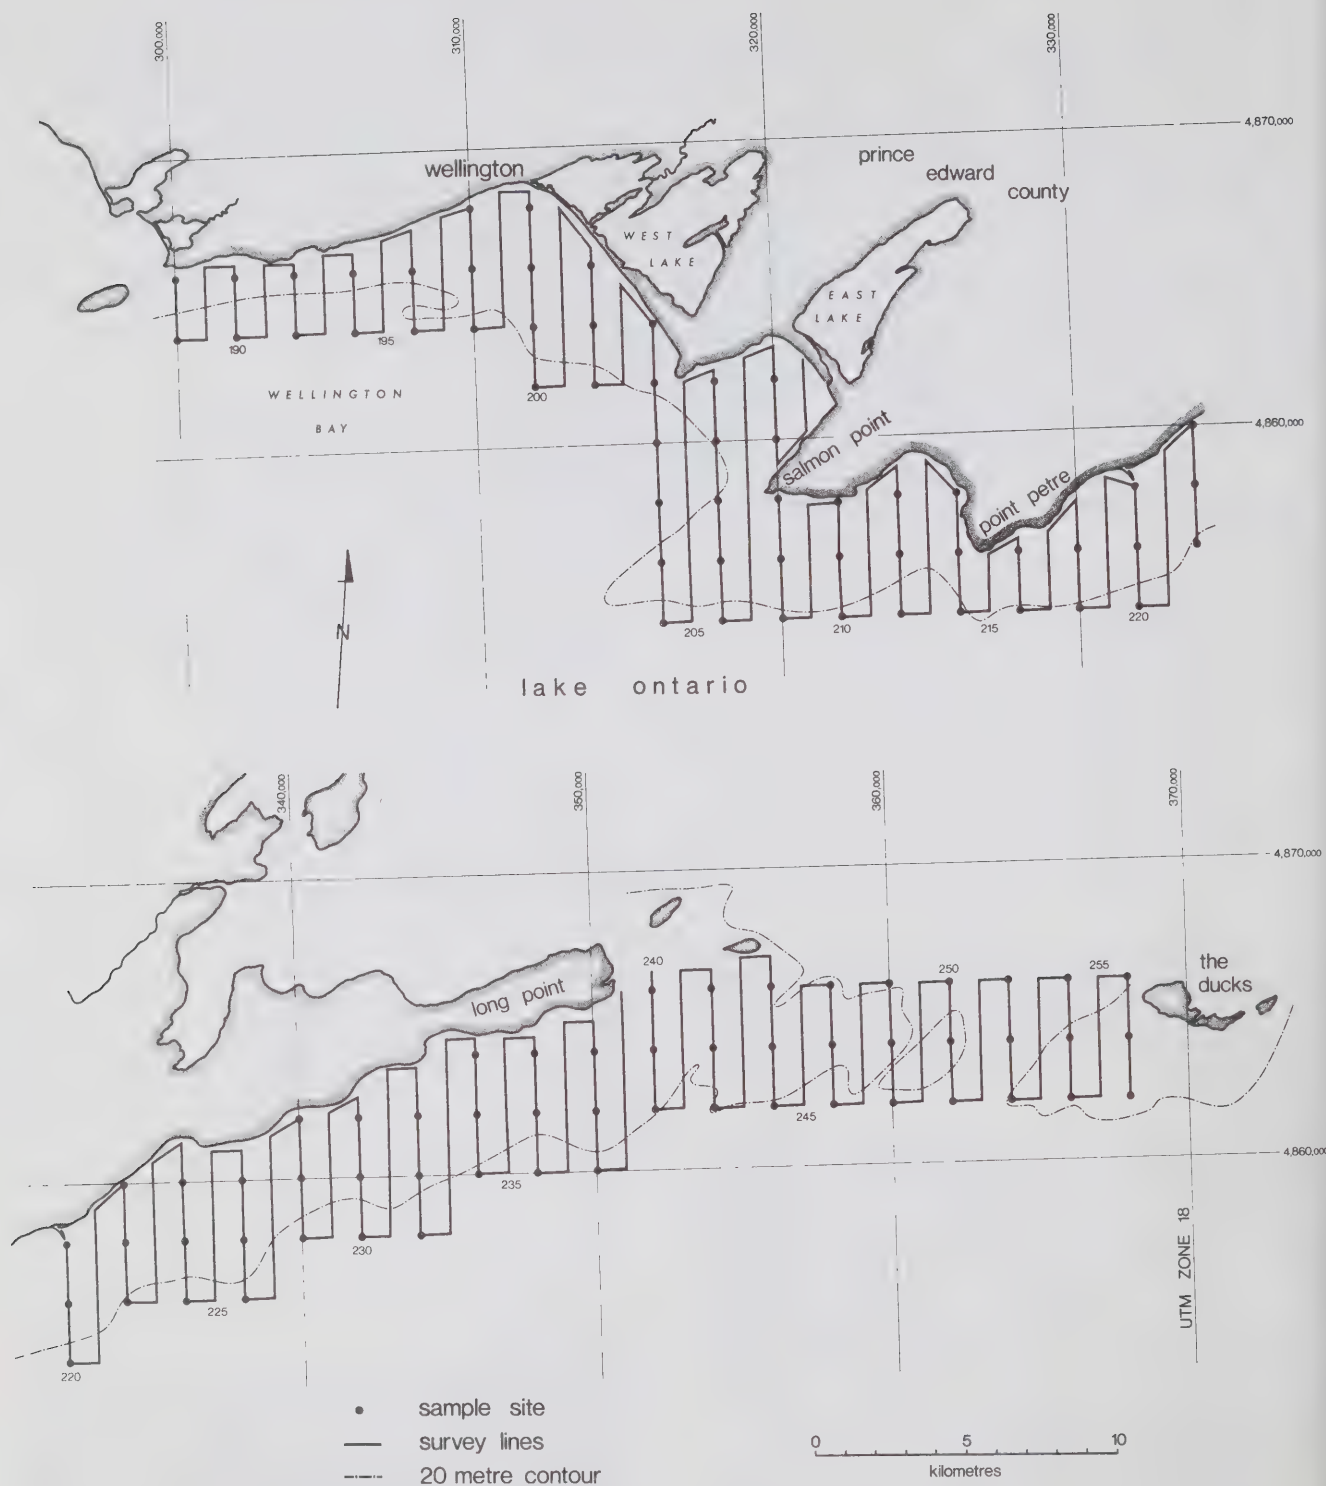 300,000
310,000
320,000
330,000
4,870,000
wellington
prince
edward
county
WEST
LAKE
EAST
LAKE
190
195
200
WELLINGTON
BAY
4,860,000
salmon point
point petre
205
210
215
220
N
lake ontario
340,000
350,000
360,000
370,000
4,870,000
240
250
255
the
ducks
long point
245
4,860,000
235
230
225
220
UTM ZONE 18
sample site
survey lines
20 metre contour
0 5 10
kilometres